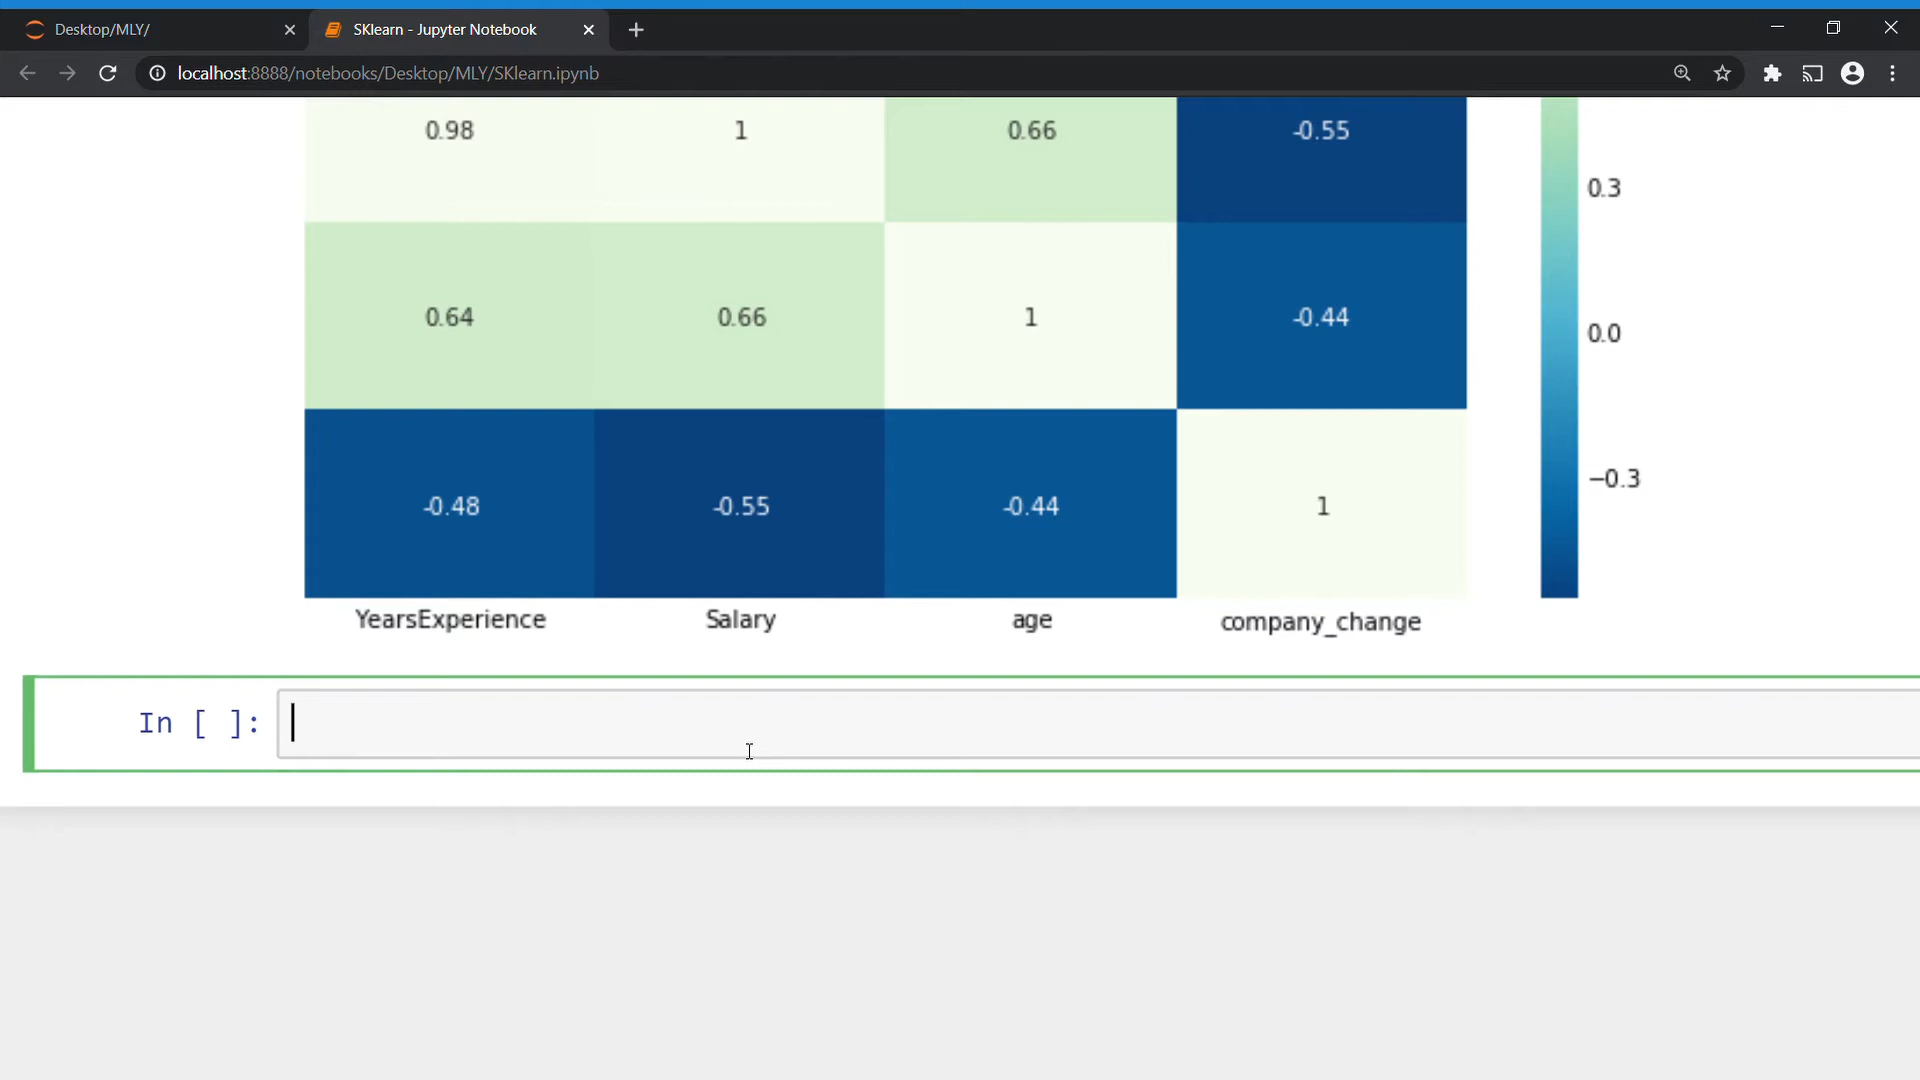 Desktop/MLY/
SKlearn - Jupyter Notebook
localhost:8888/notebooks/Desktop/MLY/SKlearn.ipynb
0.98 1 0.66 -0.55
0.3
0.64 0.66 1 -0.44
0.0
−0.3
-0.48 -0.55 -0.44 1
YearsExperience Salary age company_change
In [ ]: